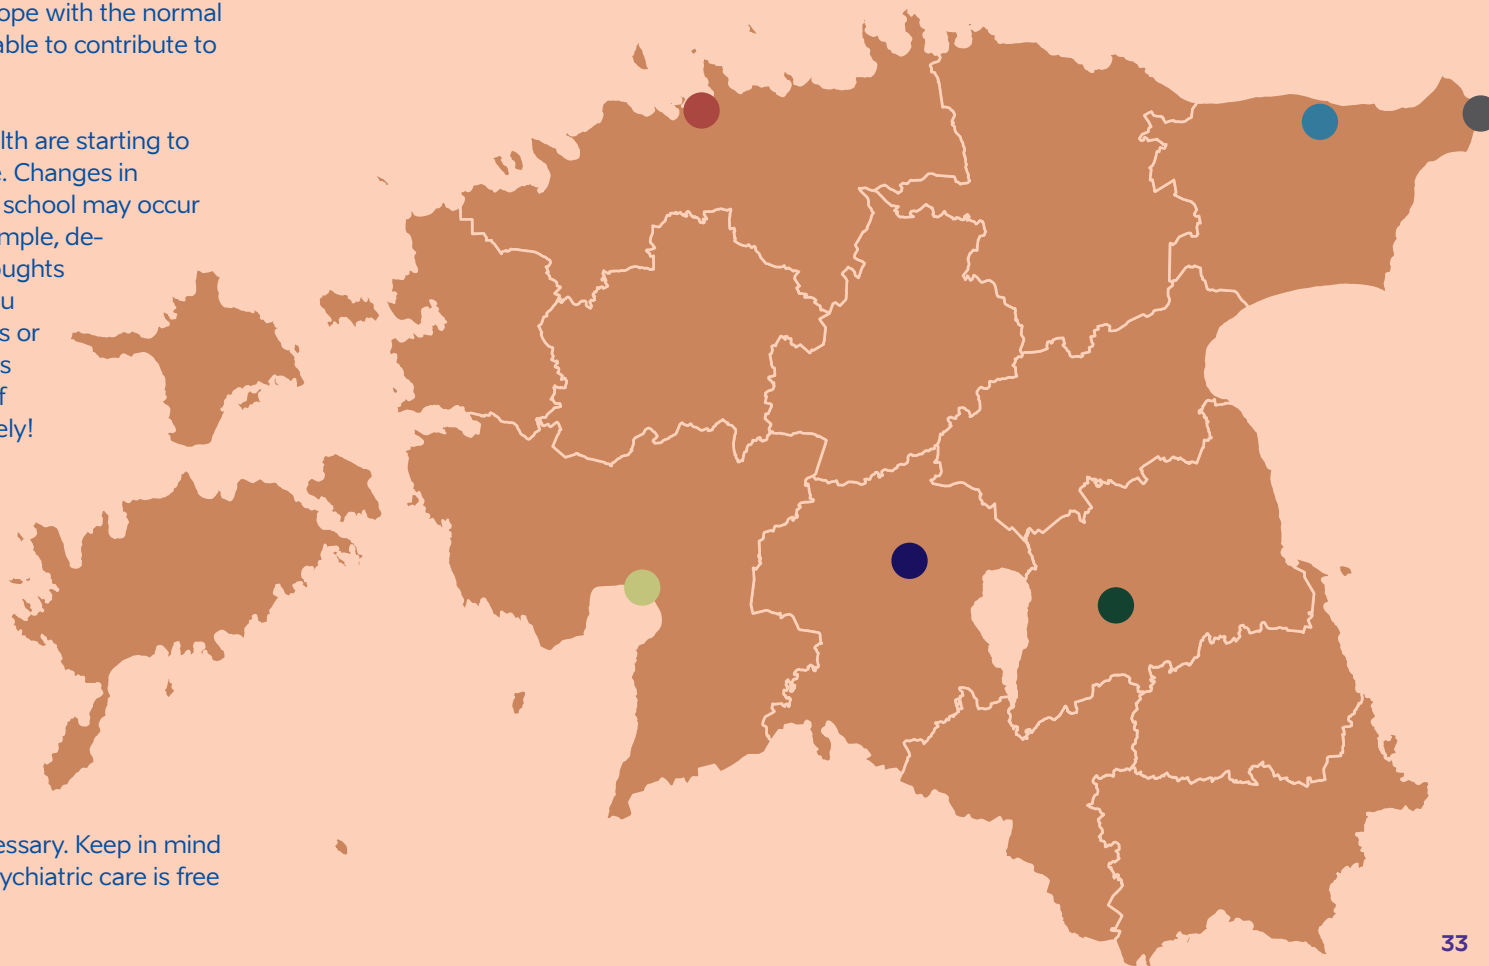 ope with the normal
able to contribute to
lth are starting to
e. Changes in
school may occur
mple, de-
oughts
u
s or
s
f
ely!
essary. Keep in mind
ychiatric care is free
33